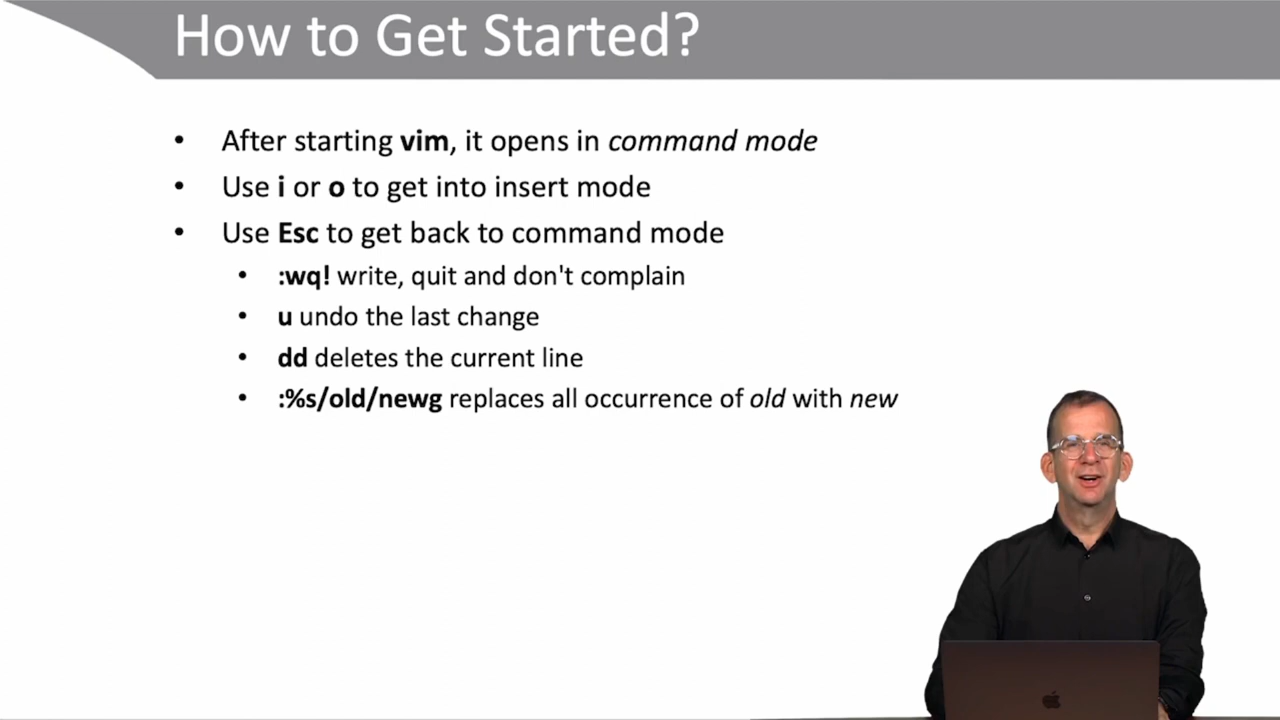 How to Get Started?
• After starting vim, it opens in command mode
• Use i or o to get into insert mode
• Use Esc to get back to command mode
• :wq! write, quit and don't complain
• u undo the last change
• dd deletes the current line
• :%s/old/newg replaces all occurrence of old with new